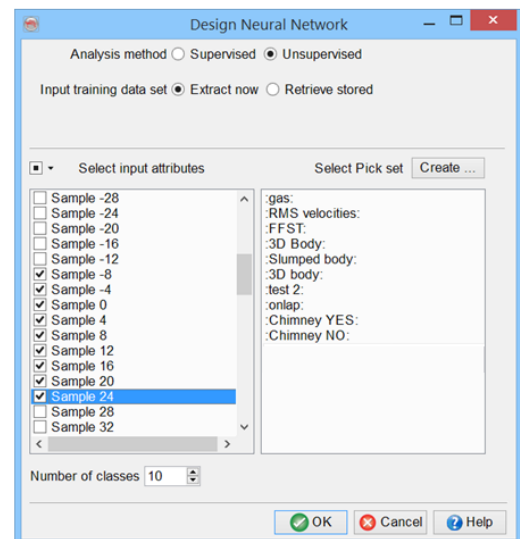 Design Neural Network
Analysis method Supervised Unsupervised
Input training data set Extract now Retrieve stored
Select input attributes
Select Pick set Create ...
Sample -28
Sample -24
Sample -20
Sample -16
Sample -12
Sample -8
Sample -4
Sample 0
Sample 4
Sample 8
Sample 12
Sample 16
Sample 20
Sample 24
Sample 28
Sample 32
:gas:
:RMS velocities:
:FFST:
:3D Body:
:Slumped body:
:3D body:
:test 2:
:onlap:
:Chimney YES:
:Chimney NO:
Number of classes 10
OK Cancel Help